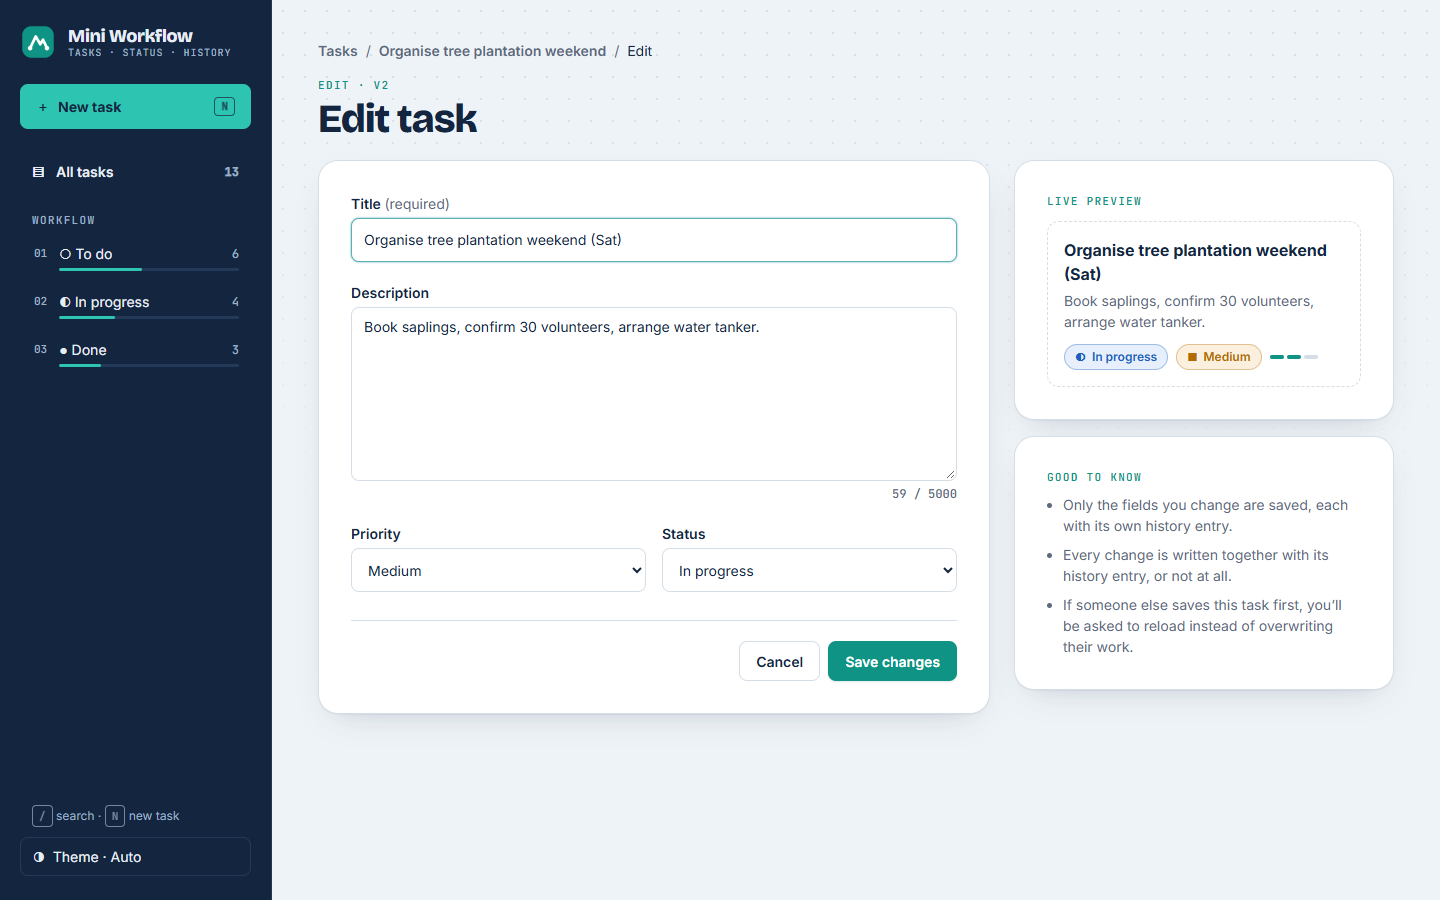 Mini Workflow
TASKS · STATUS · HISTORY
+ New task N
All tasks 13
WORKFLOW
01 To do 6
02 In progress 4
03 Done 3
/ search · N new task
Theme · Auto
Tasks / Organise tree plantation weekend / Edit
EDIT · V2
Edit task
Title (required)
Organise tree plantation weekend (Sat)
Description
Book saplings, confirm 30 volunteers, arrange water tanker.
59 / 5000
Priority
Medium
Status
In progress
Cancel
Save changes
LIVE PREVIEW
Organise tree plantation weekend
(Sat)
Book saplings, confirm 30 volunteers,
arrange water tanker.
In progress
Medium
GOOD TO KNOW
• Only the fields you change are saved, each
with its own history entry.
• Every change is written together with its
history entry, or not at all.
• If someone else saves this task first, you’ll
be asked to reload instead of overwriting
their work.